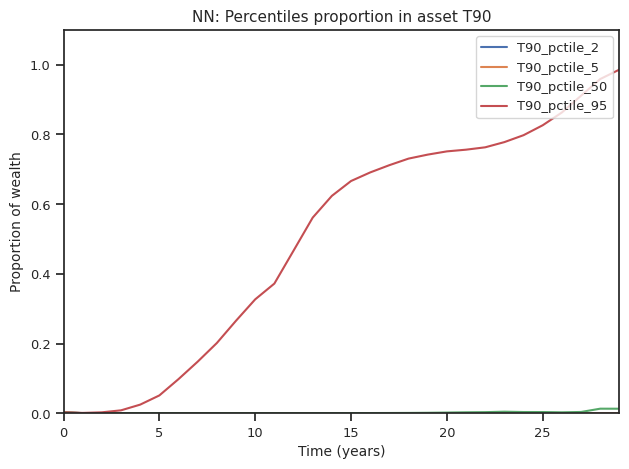 NN: Percentiles proportion in asset T90
T90_pctile_2
T90_pctile_5
T90_pctile_50
T90_pctile_95
Proportion of wealth
1.0
0.8
0.6
0.4
0.2
0.0
0 5 10 15 20 25
Time (years)